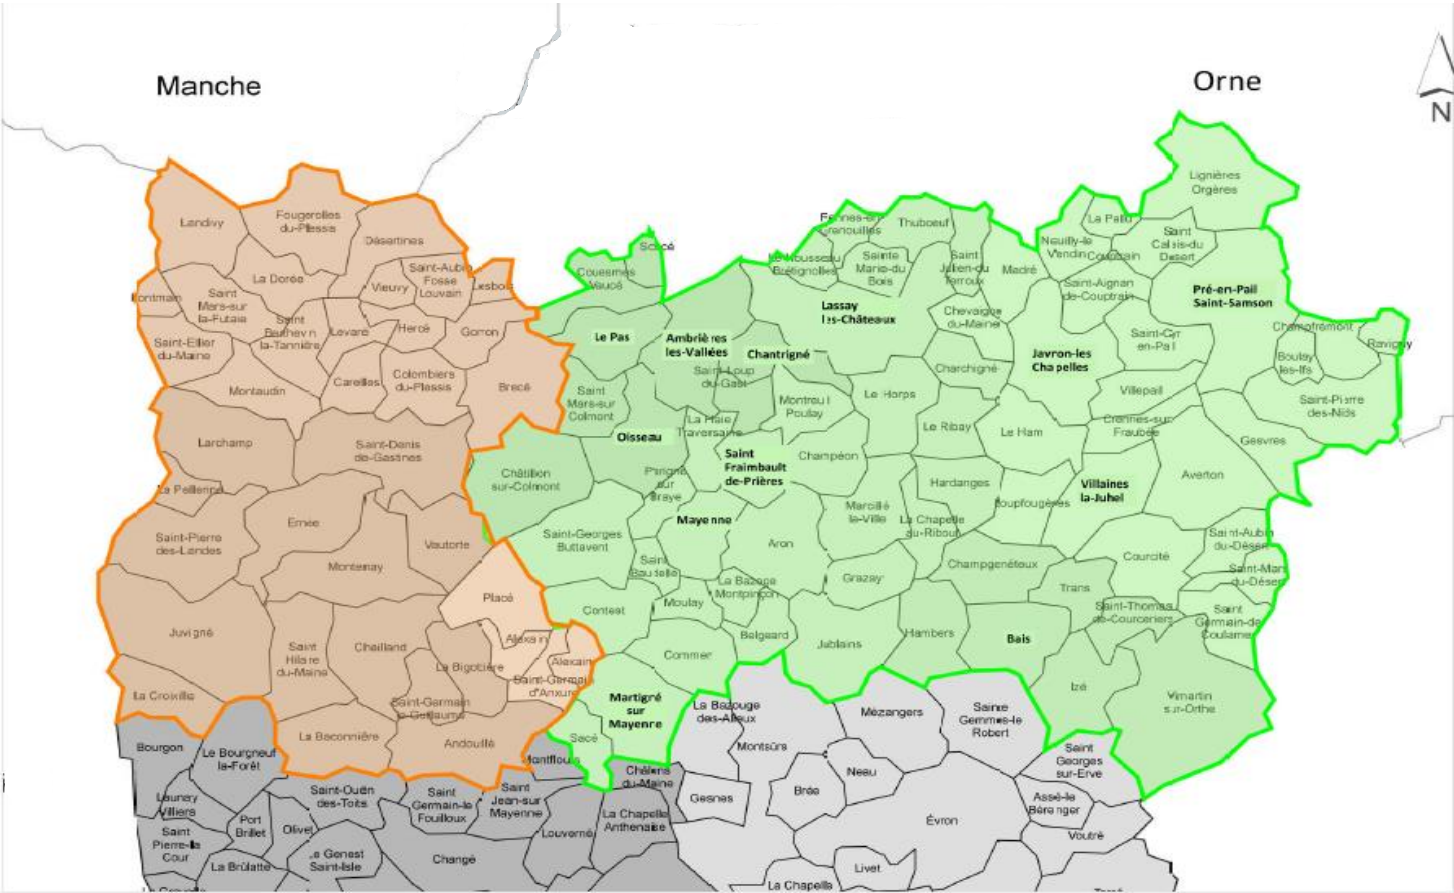 Manche
Orne
N
Landivy
Fougerolles
du-Plessis
Désertines
La Dorée
Vieuvy
Saint-Aubin
Fosse
Louvain
Lesbois
Saint
Mars-sur
la-Futaie
Levaré
Hercé
Gorron
Saint-Ellier
du-Maine
Montaudin
Carelles
Colombiers
du-Plessis
Brecé
Larchamp
Saint-Denis
de-Gastines
Ernée
Saint-Pierre
des-Landes
Vautorte
Montenay
Placé
Juvigné
Saint
Hilaire
du-Maine
Chailland
La Bigottière
Alexain
Alexain
Saint-Germain
d'Anxure
La Croixille
Saint-Germain
La Baconnière
Andouillé
Soucé
Couesmes
Vaucé
Le Pas
Ambrières
les-Vallées
Chantrigné
Saint-Loup
du-Gast
Saint
Mars-sur
Colmont
Montreuil
Poulay
Oisseau
La Haie
Traversaine
Saint
Fraimbault
de-Prières
Champéon
Châtillon
sur-Colmont
Parigné
sur
Braye
Mayenne
Saint-Georges
Buttavent
Saint
Baudelle
Aron
La Bazoge
Montpinçon
Moulay
Contest
Belgeard
Commer
Jublains
Martigné
sur
Mayenne
Sacé
Thuboeuf
Sainte
Marie-du
Bois
Saint
Julien-du
Terroux
Madré
Lassay
les-Châteaux
Chevaigné
du-Maine
Charchigné
Le Horps
Le Ribay
Le Ham
Hardanges
Marcillé
la-Ville
La Chapelle
au-Riboul
Loupfougères
Champgenéteux
Grazay
Hambers
Bais
Trans
Izé
Vimartin
sur-Orthe
Saint-Thomas
de-Courceriers
Courcité
Saint-Aubin
du-Désert
Saint-Mars
du-Désert
Saint
Germain-de
Coulamer
Averton
Villaines
la-Juhel
Gesvres
Crennes-sur
Fraubée
Villepail
Javron-les
Chapelles
Saint-Cyr
en-Pail
Saint-Aignan
de-Couptrain
Neuilly-le
Vendin
Couptrain
La Pallu
Saint
Calais-du
Désert
Lignières
Orgères
Pré-en-Pail
Saint-Samson
Champfrémont
Ravigny
Boulay
les-Ifs
Saint-Pierre
des-Nids
Bourgon
Le Bourgneuf
la-Forêt
Launay
Villiers
Saint
Pierre-la
Cour
Port
Brillet
Olivet
La Brûlatte
Saint-Ouën
des-Toits
Le Genest
Saint-Isle
Saint
Germain-le
Fouilloux
Changé
Saint
Jean-sur
Mayenne
Montflours
Louverné
Châlons
du-Maine
La Chapelle
Anthenaise
La Bazouge
des-Alleux
Montsûrs
Gesnes
Mézangers
Neau
Brée
Sainte
Gemmes-le
Robert
Évron
Livet
La Chapelle
Saint
Georges
sur-Erve
Assé-le
Bérenger
Voutré